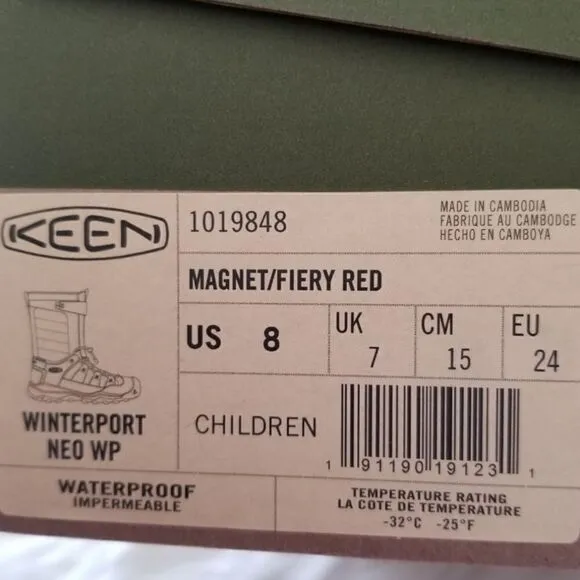 KEEN
1019848
MADE IN CAMBODIA
FABRIQUE AU CAMBODGE
HECHO EN CAMBOYA
MAGNET/FIERY RED
US 8
UK 7
CM 15
EU 24
WINTERPORT
NEO WP
CHILDREN
1 91190 19123 1
WATERPROOF
IMPERMEABLE
TEMPERATURE RATING
LA COTE DE TEMPERATURE
-32°C -25°F